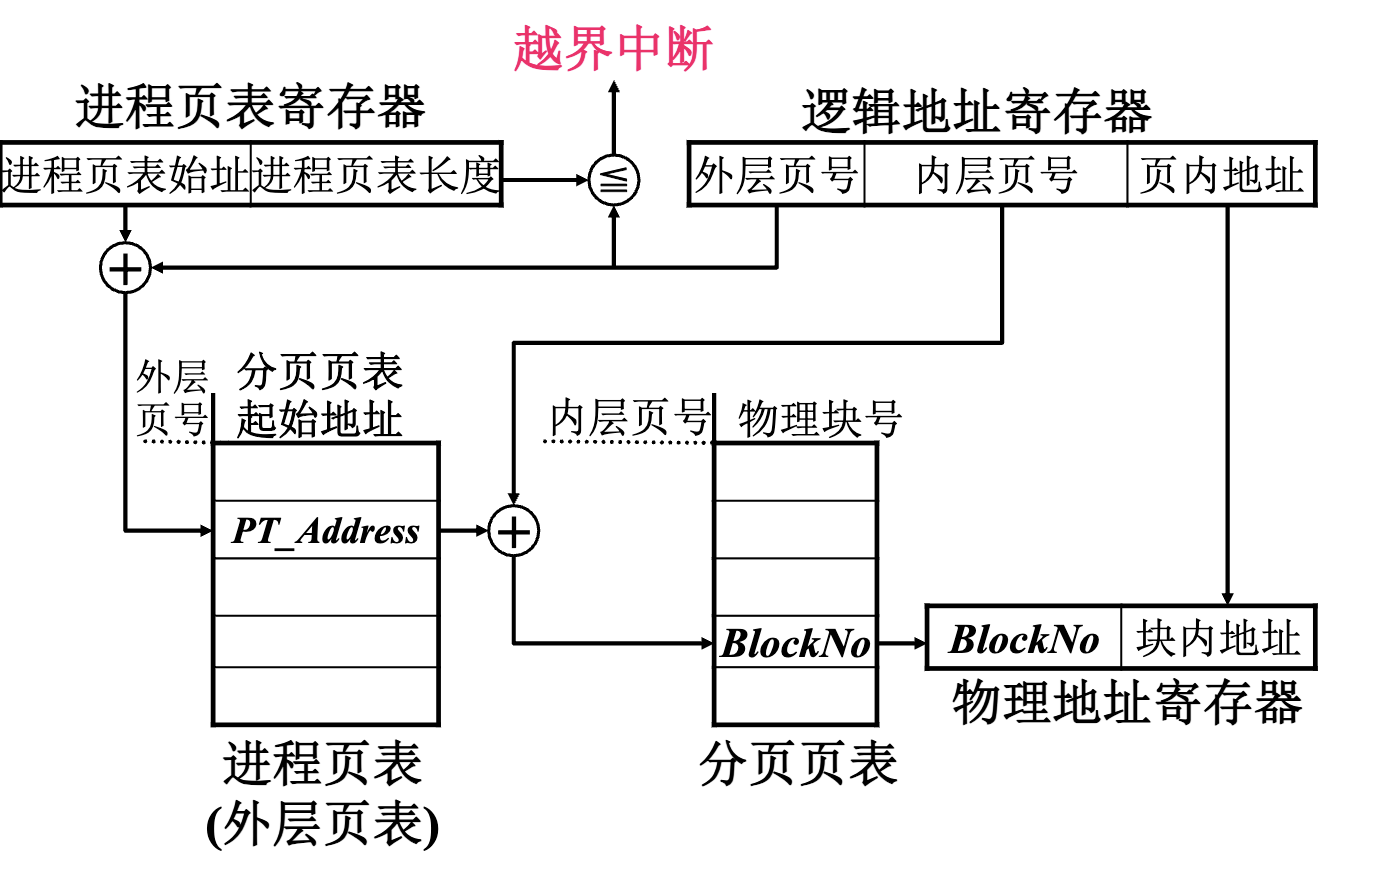 越界中断
进程页表寄存器
逻辑地址寄存器
进程页表始址 进程页表长度
≦
外层页号 内层页号 页内地址
+
外层
页号
分页页表
起始地址
内层页号
物理块号
PT_Address
+
BlockNo
BlockNo 块内地址
物理地址寄存器
进程页表
(外层页表)
分页页表